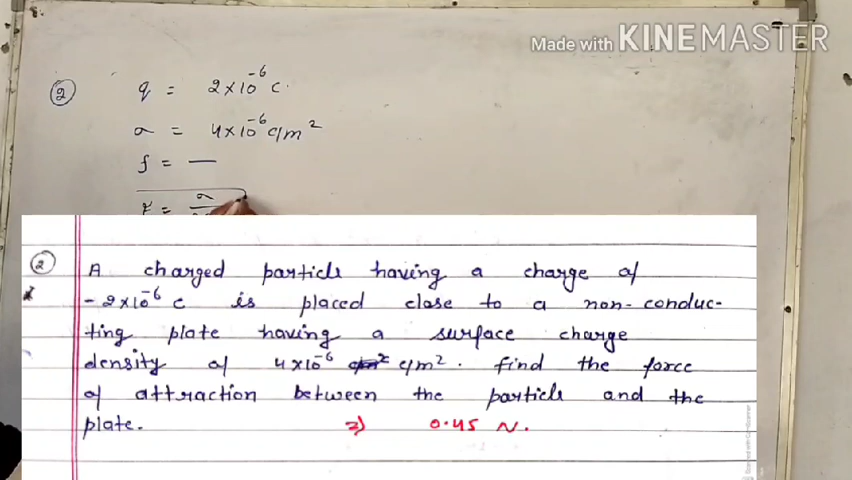 Made with KINEMASTER
② q = 2×10⁻⁶ C.
σ = 4×10⁻⁶ C/m²
f = —
F = σ
② A charged particle having a charge of
-2×10⁻⁶ C is placed close to a non-conduc-
ting plate having a surface charge
density of 4×10⁻⁶ C/m². find the force
of attraction between the particle and the
plate. ⇒ 0.45 N.